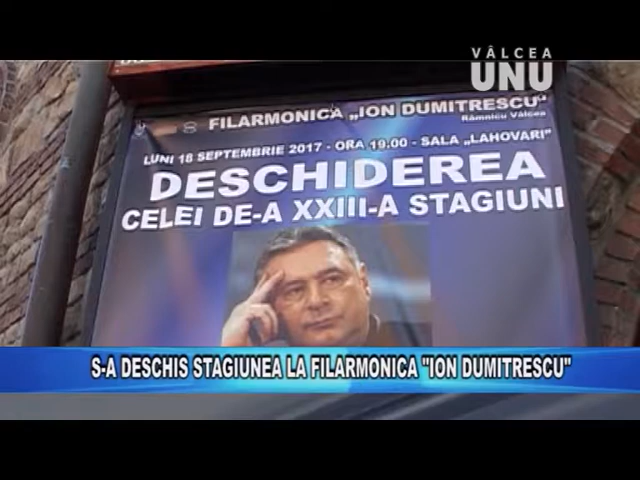 VÂLCEA
UNU
FILARMONICA „ION DUMITRESCU”
Râmnicu Vâlcea
LUNI 18 SEPTEMBRIE 2017 - ORA 19.00 - SALA „LAHOVARI”
DESCHIDEREA
CELEI DE-A XXIII-A STAGIUNI
S-A DESCHIS STAGIUNEA LA FILARMONICA "ION DUMITRESCU"